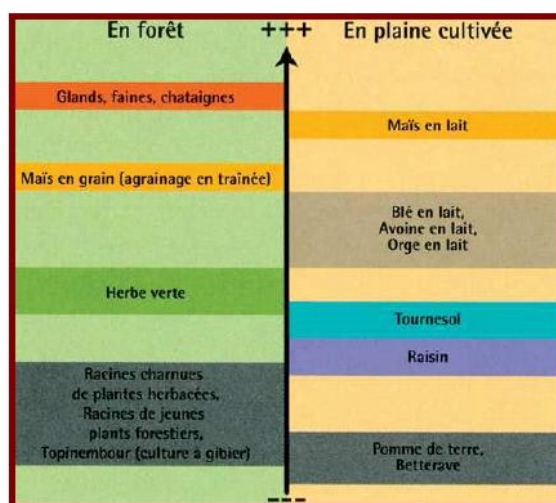 En forêt
+++
En plaine cultivée
Glands, faines, chataignes
Maïs en lait
Maïs en grain (agrainage en traînée)
Blé en lait,
Avoine en lait,
Orge en lait
Herbe verte
Tournesol
Raisin
Racines charnues
de plantes herbacées,
Racines de jeunes
plants forestiers,
Topinembour (culture à gibier)
Pomme de terre,
Betterave
---